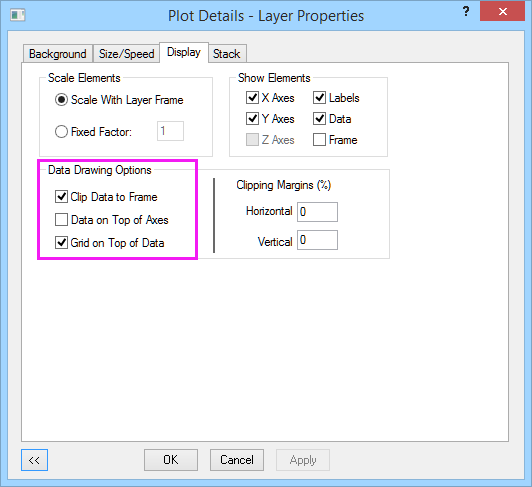 Plot Details - Layer Properties
?
Background Size/Speed Display Stack
Scale Elements
Scale With Layer Frame
Fixed Factor: 1
Show Elements
X Axes Labels
Y Axes Data
Z Axes Frame
Data Drawing Options
Clip Data to Frame
Data on Top of Axes
Grid on Top of Data
Clipping Margins (%)
Horizontal 0
Vertical 0
<< OK Cancel Apply